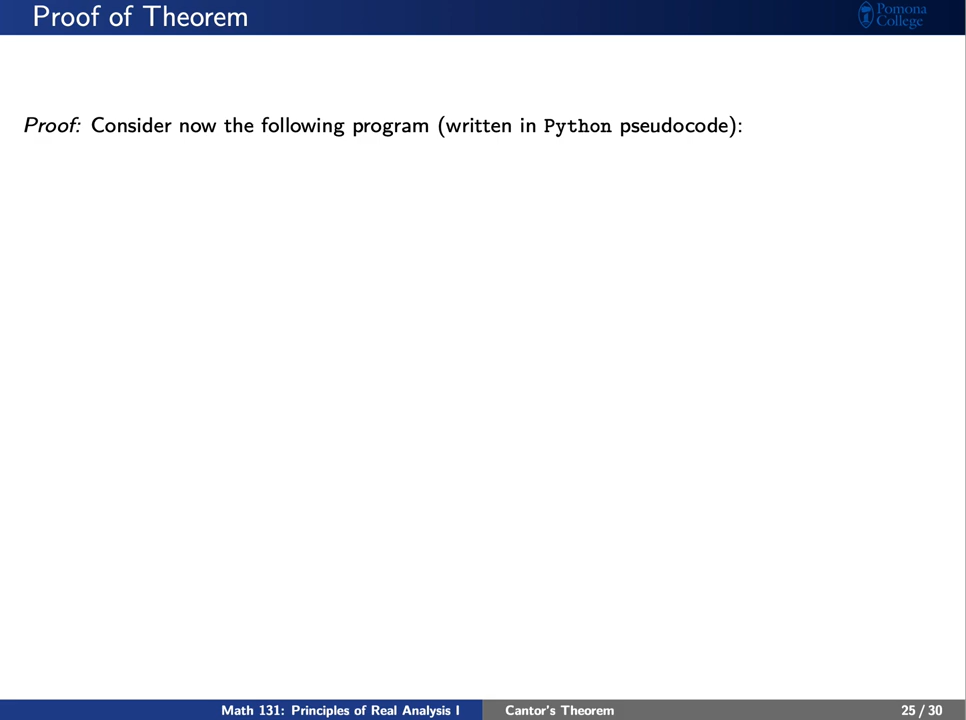 Proof of Theorem
Pomona
College
Proof: Consider now the following program (written in Python pseudocode):
Math 131: Principles of Real Analysis I
Cantor's Theorem
25 / 30